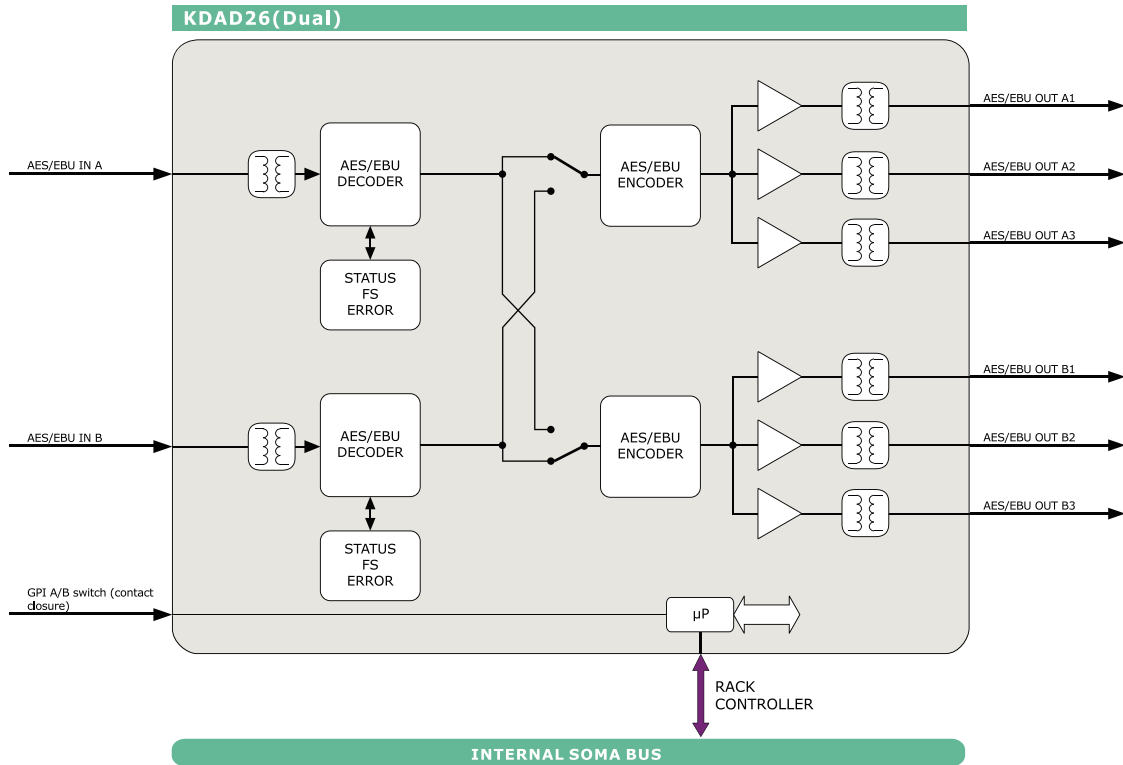 KDAD26(Dual)
AES/EBU IN A
AES/EBU
DECODER
STATUS
FS
ERROR
AES/EBU
ENCODER
AES/EBU OUT A1
AES/EBU OUT A2
AES/EBU OUT A3
AES/EBU IN B
AES/EBU
DECODER
STATUS
FS
ERROR
AES/EBU
ENCODER
AES/EBU OUT B1
AES/EBU OUT B2
AES/EBU OUT B3
GPI A/B switch (contact
closure)
µP
RACK
CONTROLLER
INTERNAL SOMA BUS